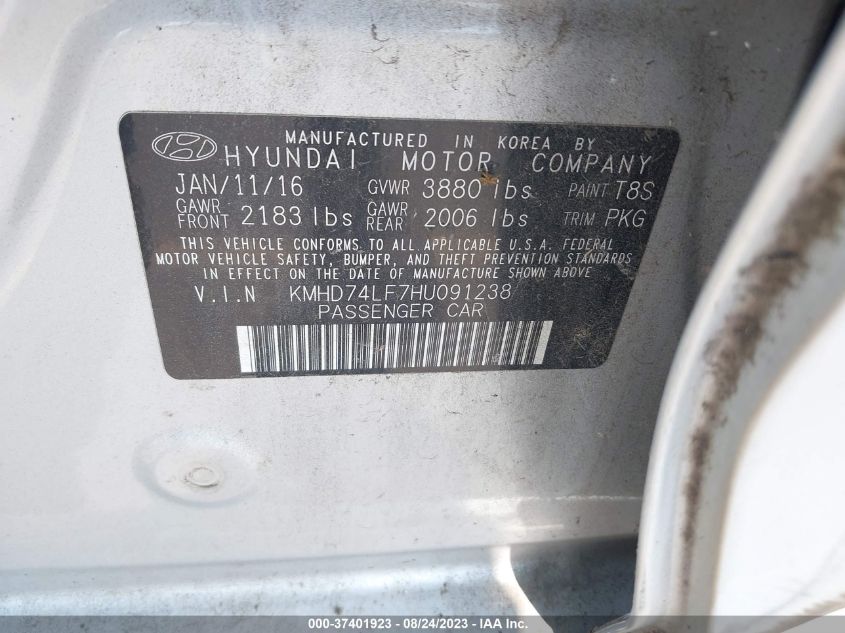 MANUFACTURED IN KOREA BY
HYUNDAI MOTOR COMPANY
JAN/11/16 GVWR 3880 lbs PAINT T8S
GAWR FRONT 2183 lbs GAWR REAR 2006 lbs TRIM PKG
THIS VEHICLE CONFORMS TO ALL APPLICABLE U.S.A. FEDERAL
MOTOR VEHICLE SAFETY, BUMPER, AND THEFT PREVENTION STANDARDS
IN EFFECT ON THE DATE OF MANUFACTURE SHOWN ABOVE
V.I.N KMHD74LF7HU091238
PASSENGER CAR
000-37401923 - 08/24/2023 - IAA Inc.